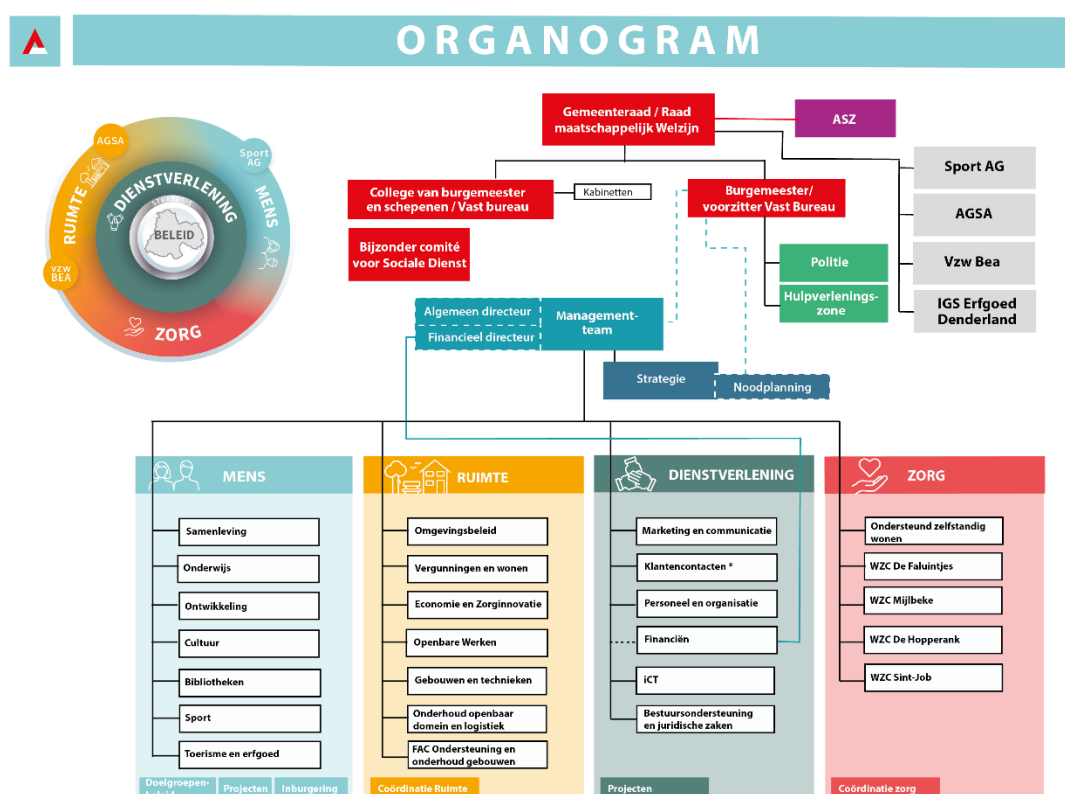 ORGANOGRAM
AGSA
Sport
AG
RUIMTE
DIENSTVERLENING
MENS
STRATEGIE
BELEID
VZW
BEA
ZORG
Gemeenteraad / Raad
maatschappelijk Welzijn
ASZ
College van burgemeester
en schepenen / Vast bureau
Kabinetten
Burgemeester/
voorzitter Vast Bureau
Sport AG
AGSA
Vzw Bea
IGS Erfgoed
Denderland
Bijzonder comité
voor Sociale Dienst
Politie
Hulpverlenings-
zone
Algemeen directeur
Financieel directeur
Management-
team
Strategie
Noodplanning
MENS
Samenleving
Onderwijs
Ontwikkeling
Cultuur
Bibliotheken
Sport
Toerisme en erfgoed
Doelgroepen-
beleid
Projecten
Inburgering
RUIMTE
Omgevingsbeleid
Vergunningen en wonen
Economie en Zorginnovatie
Openbare Werken
Gebouwen en technieken
Onderhoud openbaar
domein en logistiek
FAC Ondersteuning en
onderhoud gebouwen
Coördinatie Ruimte
DIENSTVERLENING
Marketing en communicatie
Klantencontacten *
Personeel en organisatie
Financiën
iCT
Bestuursondersteuning
en juridische zaken
Projecten
ZORG
Ondersteund zelfstandig
wonen
WZC De Faluintjes
WZC Mijlbeke
WZC De Hopperank
WZC Sint-Job
Coördinatie zorg